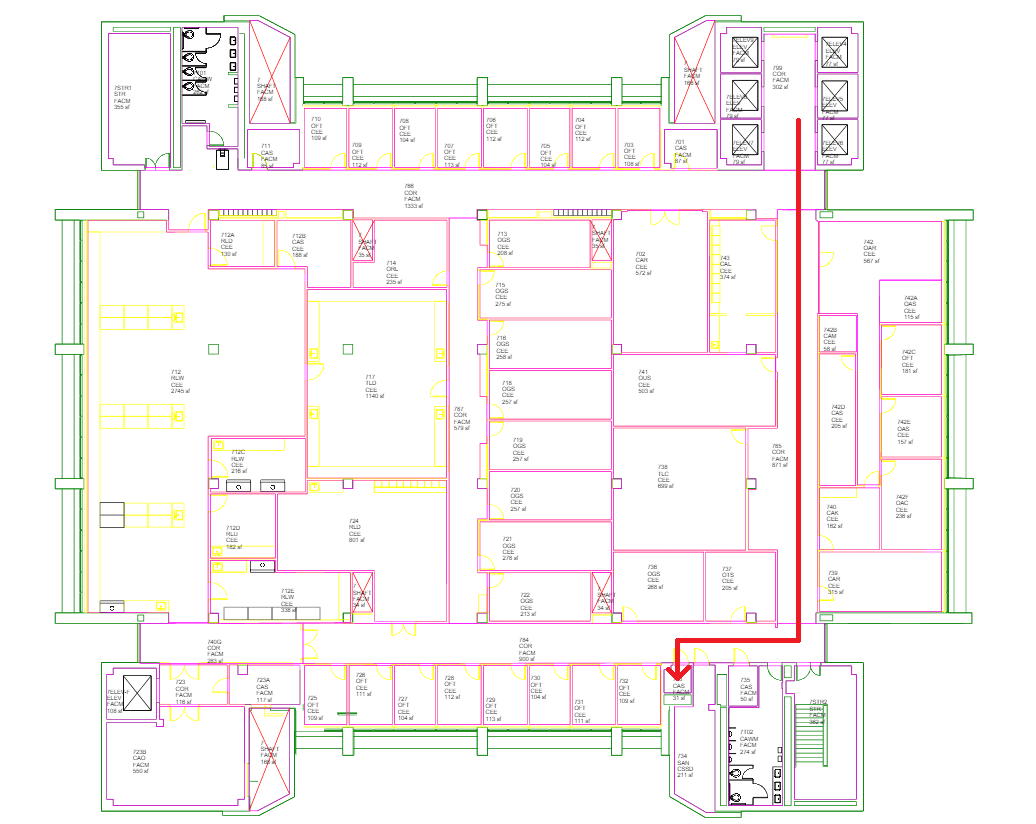 7STR1
STR
FACM
355 sf
7
SHAFT
FACM
168 sf
711
CAS
FACM
710
OFT
CEE
109 sf
709
OFT
CEE
112 sf
708
OFT
CEE
104 sf
707
OFT
CEE
113 sf
706
OFT
CEE
112 sf
705
OFT
CEE
104 sf
704
OFT
CEE
112 sf
703
OFT
CEE
108 sf
7
SHAFT
FACM
701
CAS
FACM
87 sf
ELEV
FACM
79 sf
799
COR
FACM
302 sf
ELEV
FACM
77 sf
788
COR
FACM
1333 sf
712A
RLD
CEE
130 sf
712B
CAS
CEE
168 sf
SHAFT
FACM
35 sf
714
ORL
CEE
235 sf
713
OGS
CEE
208 sf
SHAFT
FACM
35 sf
702
CAR
CEE
572 sf
743
CAL
CEE
374 sf
742
OAR
CEE
567 sf
715
OGS
CEE
275 sf
742A
OAS
CEE
115 sf
716
OGS
CEE
258 sf
742B
CAM
CEE
58 sf
742C
OFT
CEE
181 sf
712
RLW
CEE
2745 sf
717
TLD
CEE
1140 sf
718
OGS
CEE
257 sf
741
OUS
CEE
503 sf
787
COR
FACM
579 sf
742D
CAS
CEE
205 sf
742E
OAS
CEE
157 sf
719
OGS
CEE
257 sf
785
COR
FACM
871 sf
712C
RLW
CEE
216 sf
738
TLC
CEE
699 sf
720
OGS
CEE
257 sf
742F
OAC
CEE
236 sf
740
CAK
CEE
162 sf
712D
RLD
CEE
182 sf
724
RLD
CEE
801 sf
721
OGS
CEE
278 sf
736
OGS
CEE
268 sf
737
OTS
CEE
205 sf
739
CAR
CEE
315 sf
712E
RLW
CEE
338 sf
SHAFT
FACM
34 sf
722
OGS
CEE
213 sf
SHAFT
FACM
34 sf
740G
COR
FACM
283 sf
784
COR
FACM
900 sf
ELEV
FACM
108 sf
723
COR
FACM
116 sf
723A
CAS
FACM
117 sf
725
OFT
CEE
109 sf
726
OFT
CEE
111 sf
727
OFT
CEE
104 sf
728
OFT
CEE
112 sf
729
OFT
CEE
113 sf
730
OFT
CEE
104 sf
731
OFT
CEE
111 sf
732
OFT
CEE
109 sf
CAS
FACM
31 sf
735
CAS
FACM
50 sf
7STR2
STR
FACM
382 sf
723B
CAO
FACM
550 sf
7
SHAFT
FACM
168 sf
734
SAN
CSSD
211 sf
7T02
CAWM
FACM
274 sf